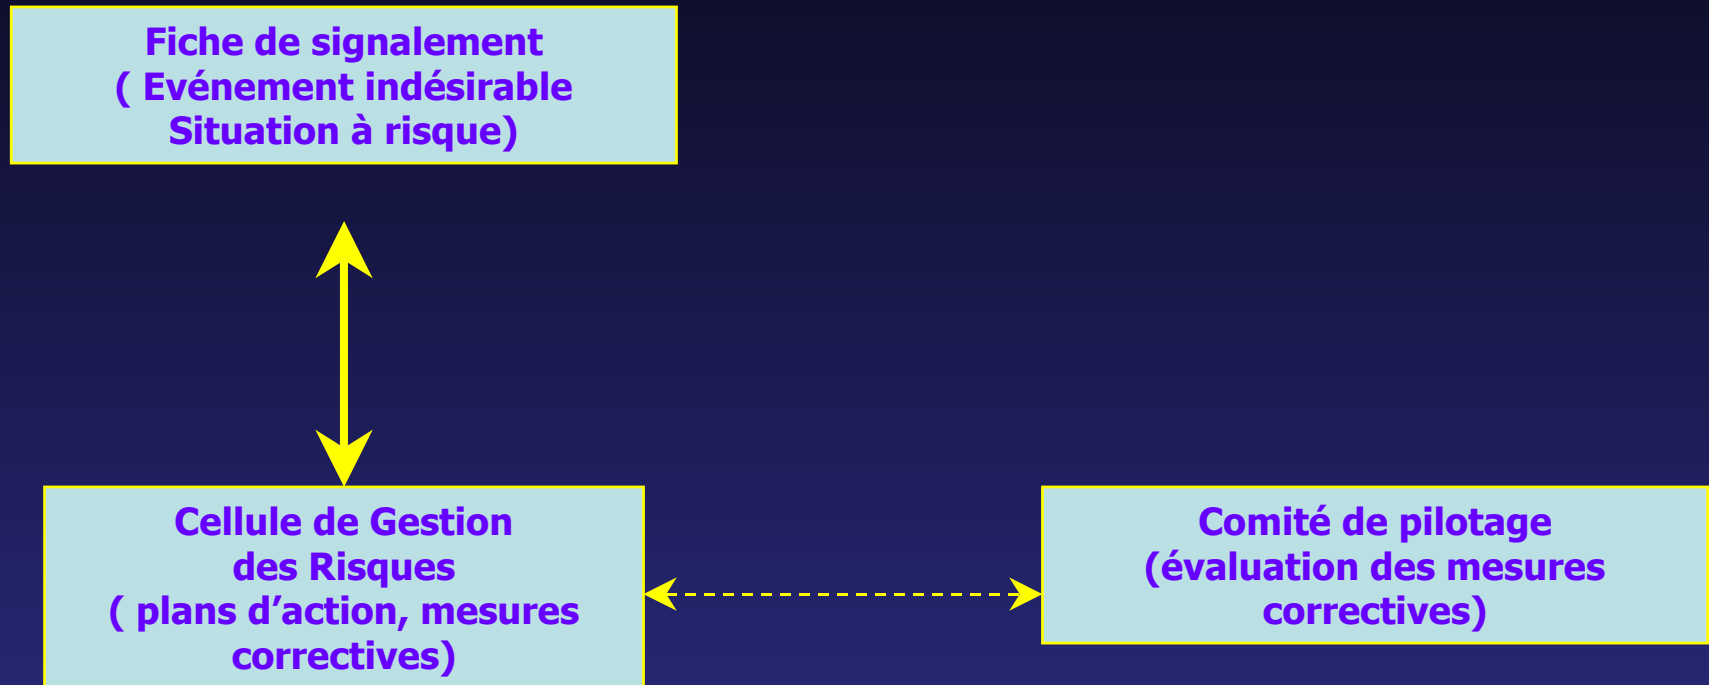 Fiche de signalement
( Evénement indésirable
Situation à risque)
Cellule de Gestion
des Risques
( plans d’action, mesures
correctives)
Comité de pilotage
(évaluation des mesures
correctives)